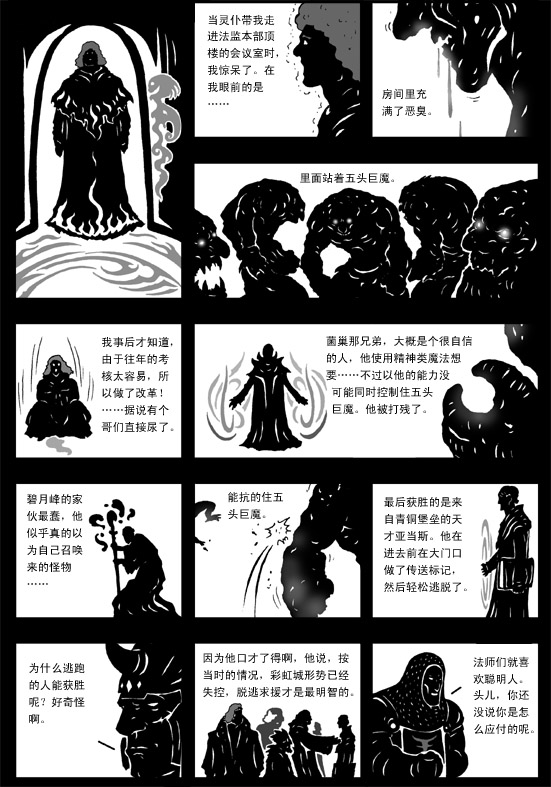 当灵仆带我走
进法监本部顶
楼的会议室时，
我惊呆了。在
我眼前的是
……
房间里充
满了恶臭。
里面站着五头巨魔。
我事后才知道，
由于往年的考
核太容易，所
以做了改革！
……据说有个
哥们直接尿了。
菌巢那兄弟，大概是个很自信
的人，他使用精神类魔法想
要……不过以他的能力没
可能同时控制住五头
巨魔。他被打残了。
碧月峰的家
伙最蠢，他
似乎真的以
为自己召唤
来的怪物
……
能抗的住五
头巨魔。
最后获胜的是来
自青铜堡垒的天
才亚当斯。他在
进去前在大门口
做了传送标记，
然后轻松逃脱了。
为什么逃跑
的人能获胜
呢？好奇怪
啊。
因为他口才了得啊，他说，按
当时的情况，彩虹城形势已经
失控，脱逃求援才是最明智的。
法师们就喜
欢聪明人。
头儿，你还
没说你是怎
么应付的呢。